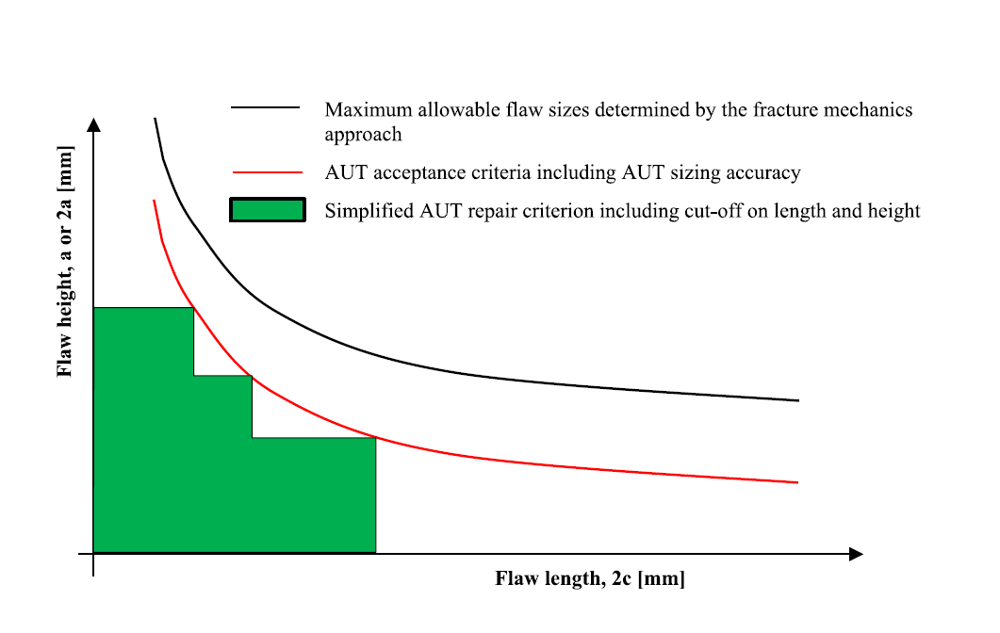 Maximum allowable flaw sizes determined by the fracture mechanics
approach
AUT acceptance criteria including AUT sizing accuracy
Simplified AUT repair criterion including cut-off on length and height
Flaw height, a or 2a [mm]
Flaw length, 2c [mm]